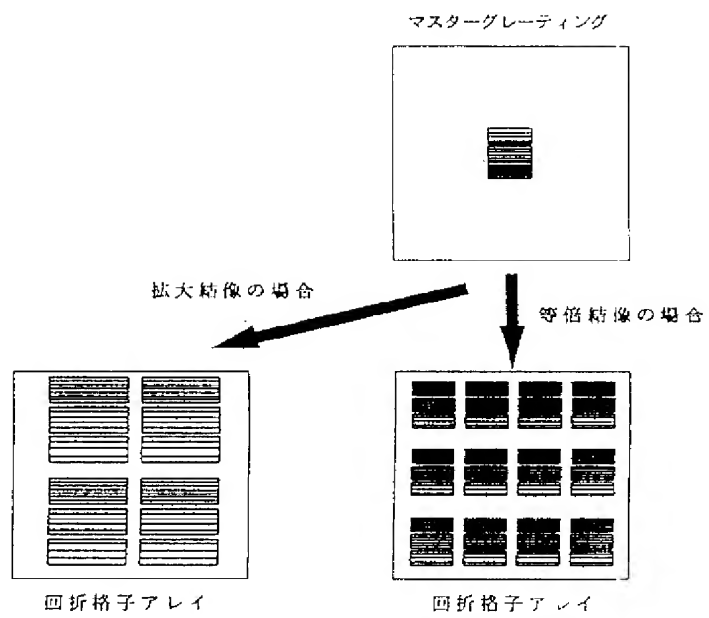 マスターグレーティング
拡大結像の場合
等倍結像の場合
回折格子アレイ
回折格子アレイ